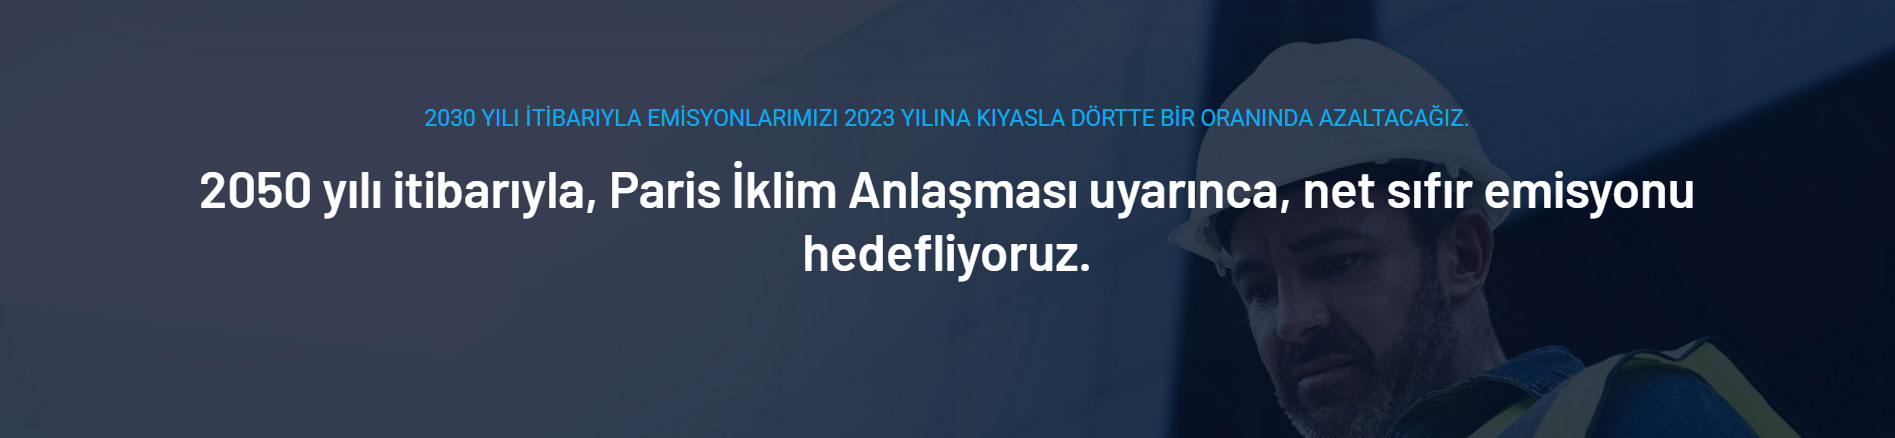 2030 YILI İTİBARIYLA EMİSYONLARIMIZI 2023 YILINA KIYASLA DÖRTTE BİR ORANINDA AZALTACAĞIZ.
2050 yılı itibarıyla, Paris İklim Anlaşması uyarınca, net sıfır emisyonu
hedefliyoruz.